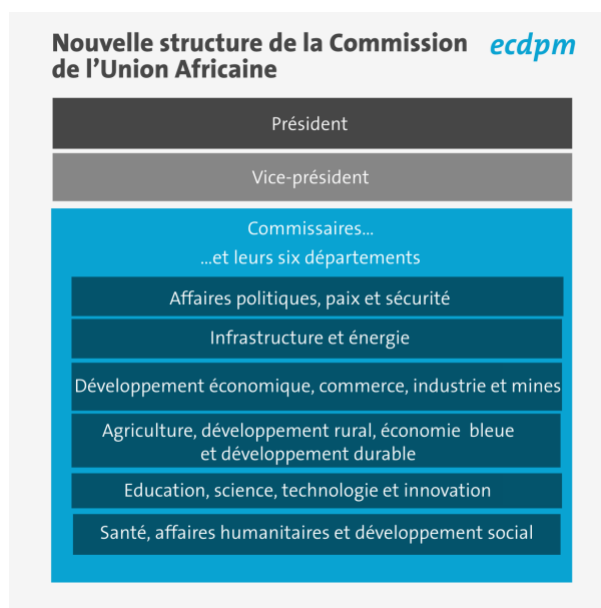 Nouvelle structure de la Commission
de l'Union Africaine
ecdpm
Président
Vice-président
Commissaires...
...et leurs six départements
Affaires politiques, paix et sécurité
Infrastructure et énergie
Développement économique, commerce, industrie et mines
Agriculture, développement rural, économie bleue
et développement durable
Education, science, technologie et innovation
Santé, affaires humanitaires et développement social